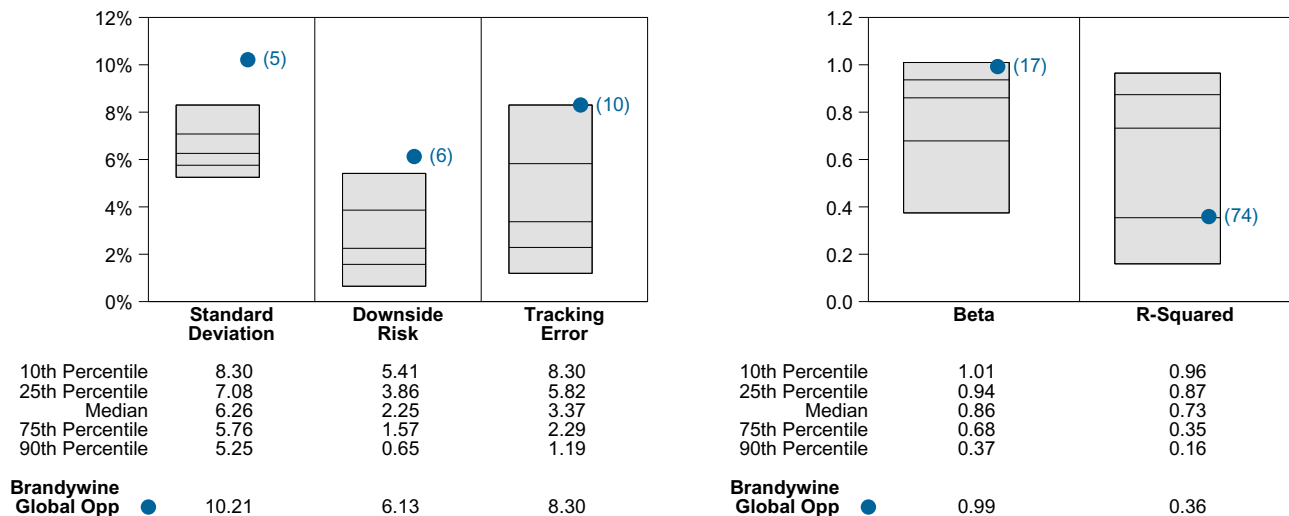 12%
10%
8%
6%
4%
2%
0%
(5)
(6)
(10)
Standard Deviation
Downside Risk
Tracking Error
10th Percentile 8.30 5.41 8.30
25th Percentile 7.08 3.86 5.82
Median 6.26 2.25 3.37
75th Percentile 5.76 1.57 2.29
90th Percentile 5.25 0.65 1.19
Brandywine
Global Opp 10.21 6.13 8.30
1.2
1.0
0.8
0.6
0.4
0.2
0.0
(17)
(74)
Beta
R-Squared
10th Percentile 1.01 0.96
25th Percentile 0.94 0.87
Median 0.86 0.73
75th Percentile 0.68 0.35
90th Percentile 0.37 0.16
Brandywine
Global Opp 0.99 0.36